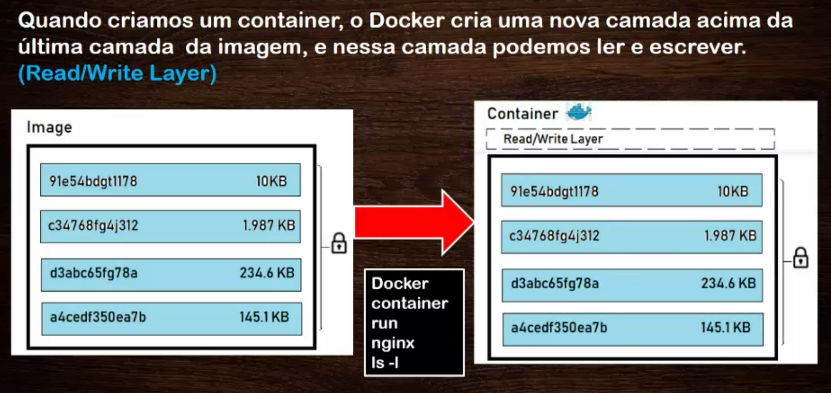 Quando criamos um container, o Docker cria uma nova camada acima da
última camada da imagem, e nessa camada podemos ler e escrever.
(Read/Write Layer)
Image
91e54bdgt1178 10KB
c34768fg4j312 1.987 KB
d3abc65fg78a 234.6 KB
a4cedf350ea7b 145.1 KB
Docker
container
run
nginx
ls -l
Container
Read/Write Layer
91e54bdgt1178 10KB
c34768fg4j312 1.987 KB
d3abc65fg78a 234.6 KB
a4cedf350ea7b 145.1 KB